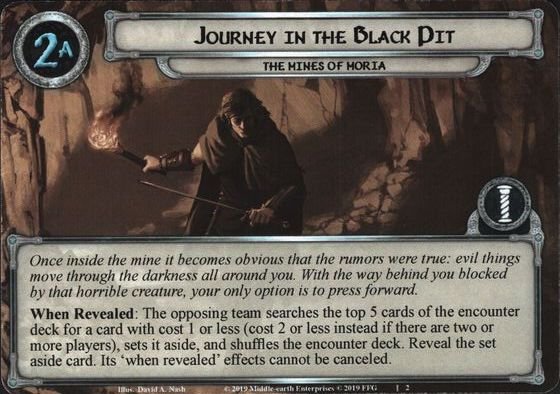 2A
JOURNEY IN THE BLACK PIT
THE MINES OF MORIA
Once inside the mine it becomes obvious that the rumors were true: evil things
move through the darkness all around you. With the way behind you blocked
by that horrible creature, your only option is to press forward.
When Revealed: The opposing team searches the top 5 cards of the encounter
deck for a card with cost 1 or less (cost 2 or less instead if there are two or
more players), sets it aside, and shuffles the encounter deck. Reveal the set
aside card. Its ‘when revealed’ effects cannot be canceled.
Illus. David A. Nash © 2019 Middle-earth Enterprises © 2019 FFG 2